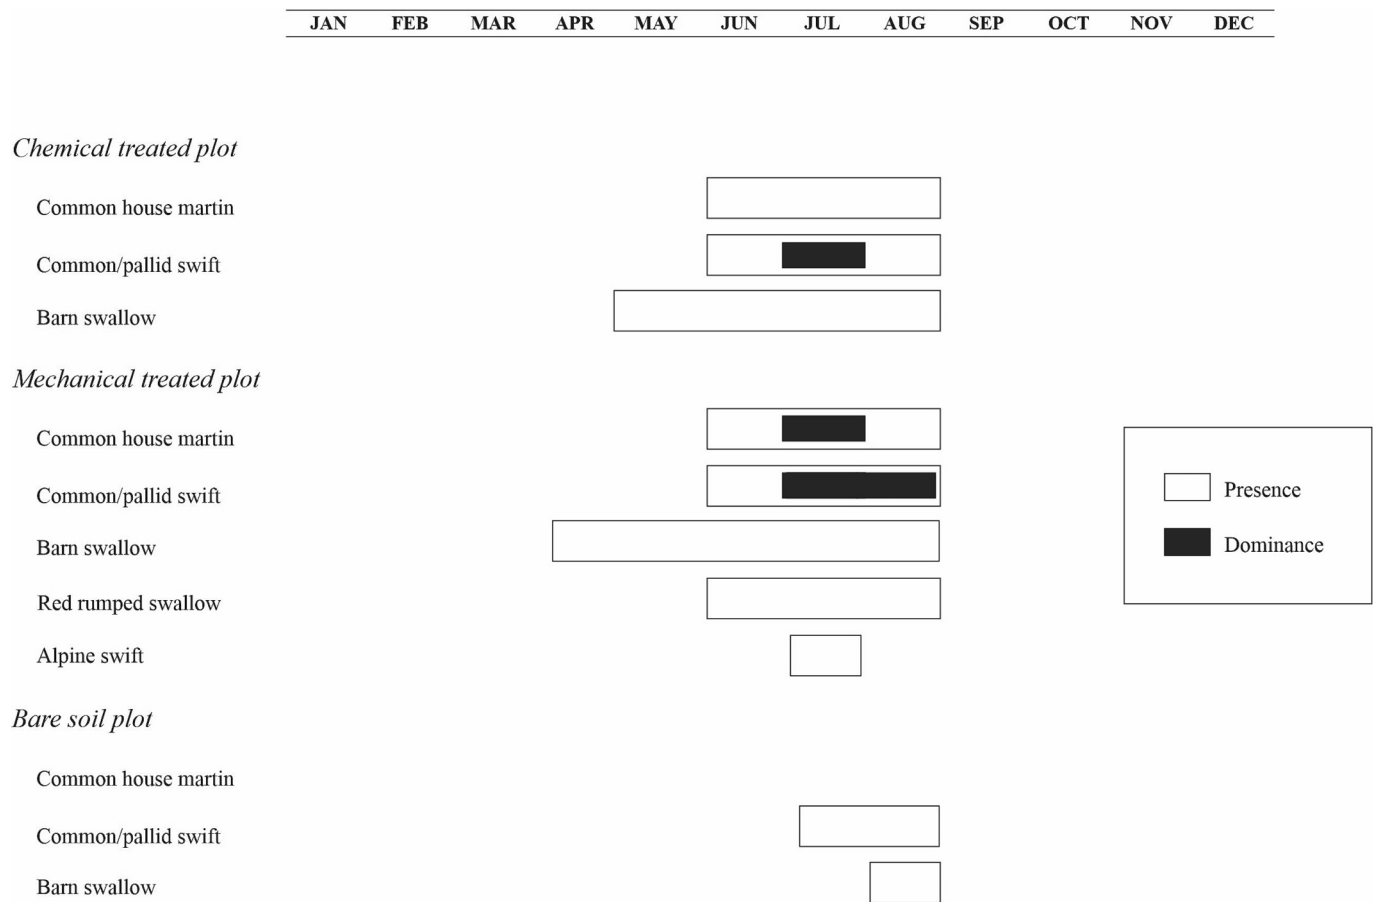 JAN FEB MAR APR MAY JUN JUL AUG SEP OCT NOV DEC
Chemical treated plot
Common house martin
Common/pallid swift
Barn swallow
Mechanical treated plot
Common house martin
Common/pallid swift
Barn swallow
Red rumped swallow
Alpine swift
Presence
Dominance
Bare soil plot
Common house martin
Common/pallid swift
Barn swallow